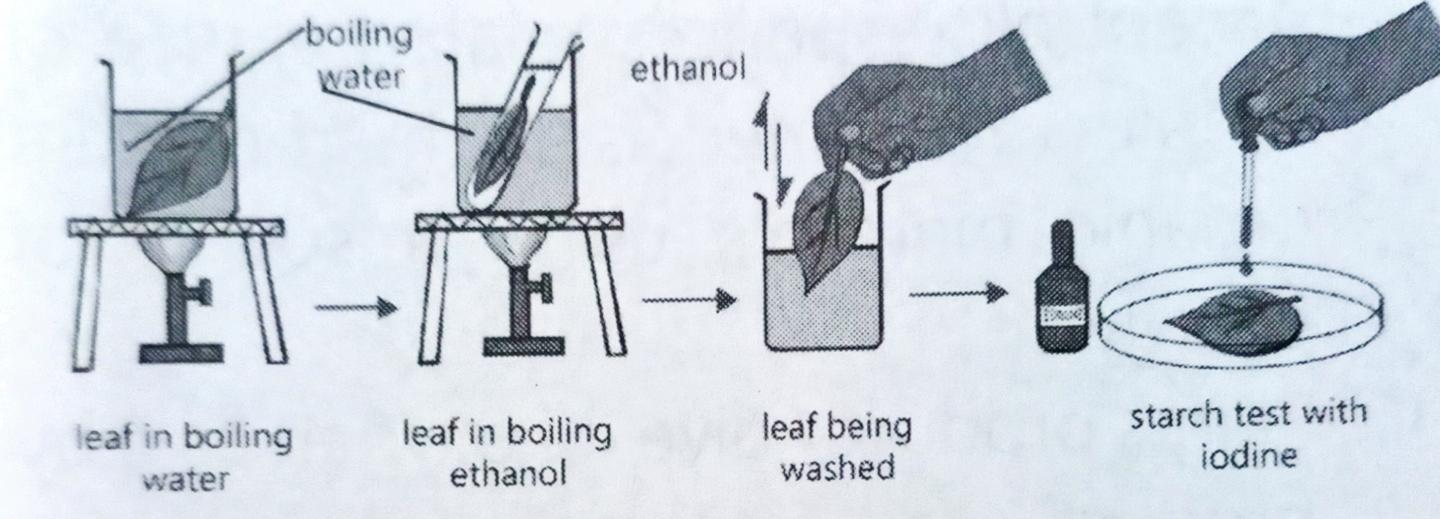 boiling
water
ethanol
leaf in boiling
water
leaf in boiling
ethanol
leaf being
washed
starch test with
iodine